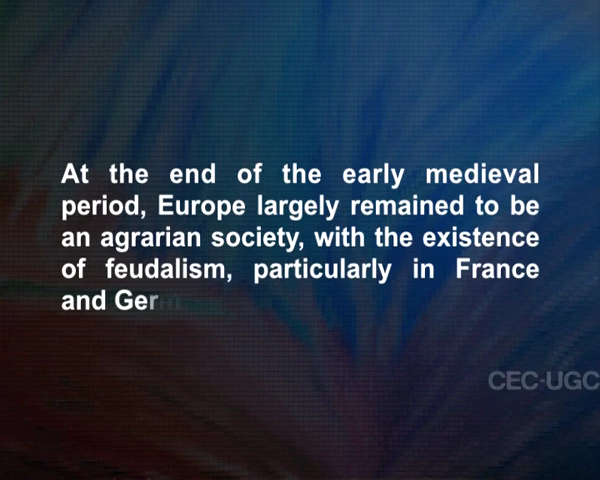 At the end of the early medieval
period, Europe largely remained to be
an agrarian society, with the existence
of feudalism, particularly in France
and Ger
CEC-UGC